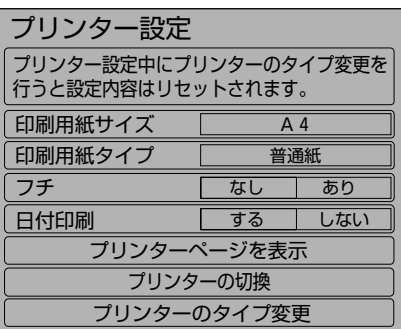 プリンター設定
プリンター設定中にプリンターのタイプ変更を
行うと設定内容はリセットされます。
印刷用紙サイズ A 4
印刷用紙タイプ 普通紙
フチ なし あり
日付印刷 する しない
プリンターページを表示
プリンターの切換
プリンターのタイプ変更